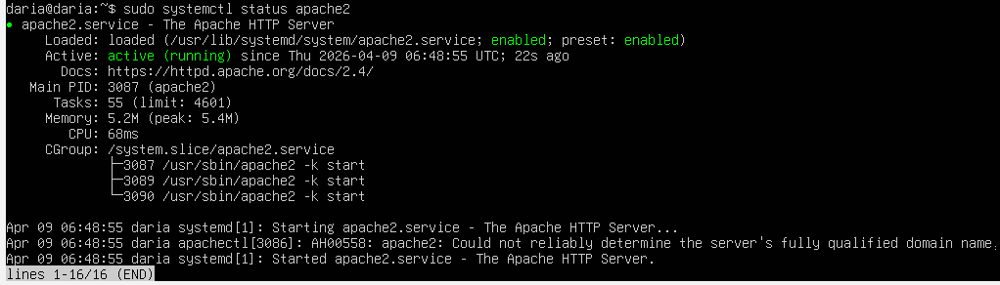 daria@daria:~$ sudo systemctl status apache2
● apache2.service - The Apache HTTP Server
     Loaded: loaded (/usr/lib/systemd/system/apache2.service; enabled; preset: enabled)
     Active: active (running) since Thu 2026-04-09 06:48:55 UTC; 22s ago
       Docs: https://httpd.apache.org/docs/2.4/
   Main PID: 3087 (apache2)
      Tasks: 55 (limit: 4601)
     Memory: 5.2M (peak: 5.4M)
        CPU: 68ms
     CGroup: /system.slice/apache2.service
             ├─3087 /usr/sbin/apache2 -k start
             ├─3089 /usr/sbin/apache2 -k start
             └─3090 /usr/sbin/apache2 -k start

Apr 09 06:48:55 daria systemd[1]: Starting apache2.service - The Apache HTTP Server...
Apr 09 06:48:55 daria apachectl[3086]: AH00558: apache2: Could not reliably determine the server's fully qualified domain name,
Apr 09 06:48:55 daria systemd[1]: Started apache2.service - The Apache HTTP Server.
lines 1-16/16 (END)